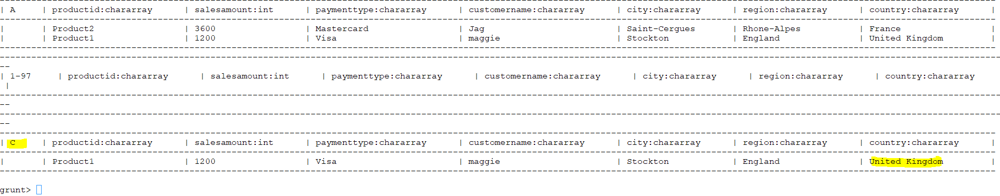 | A | productid:chararray | salesamount:int | paymenttype:chararray | customername:chararray | city:chararray | region:chararray | country:chararray |
| | Product2 | 3600 | Mastercard | Jag | Saint-Cergues | Rhone-Alpes | France |
| | Product1 | 1200 | Visa | maggie | Stockton | England | United Kingdom |
| 1-97 | productid:chararray | salesamount:int | paymenttype:chararray | customername:chararray | city:chararray | region:chararray | country:chararray
|
| C | productid:chararray | salesamount:int | paymenttype:chararray | customername:chararray | city:chararray | region:chararray | country:chararray |
| | Product1 | 1200 | Visa | maggie | Stockton | England | United Kingdom |
grunt>